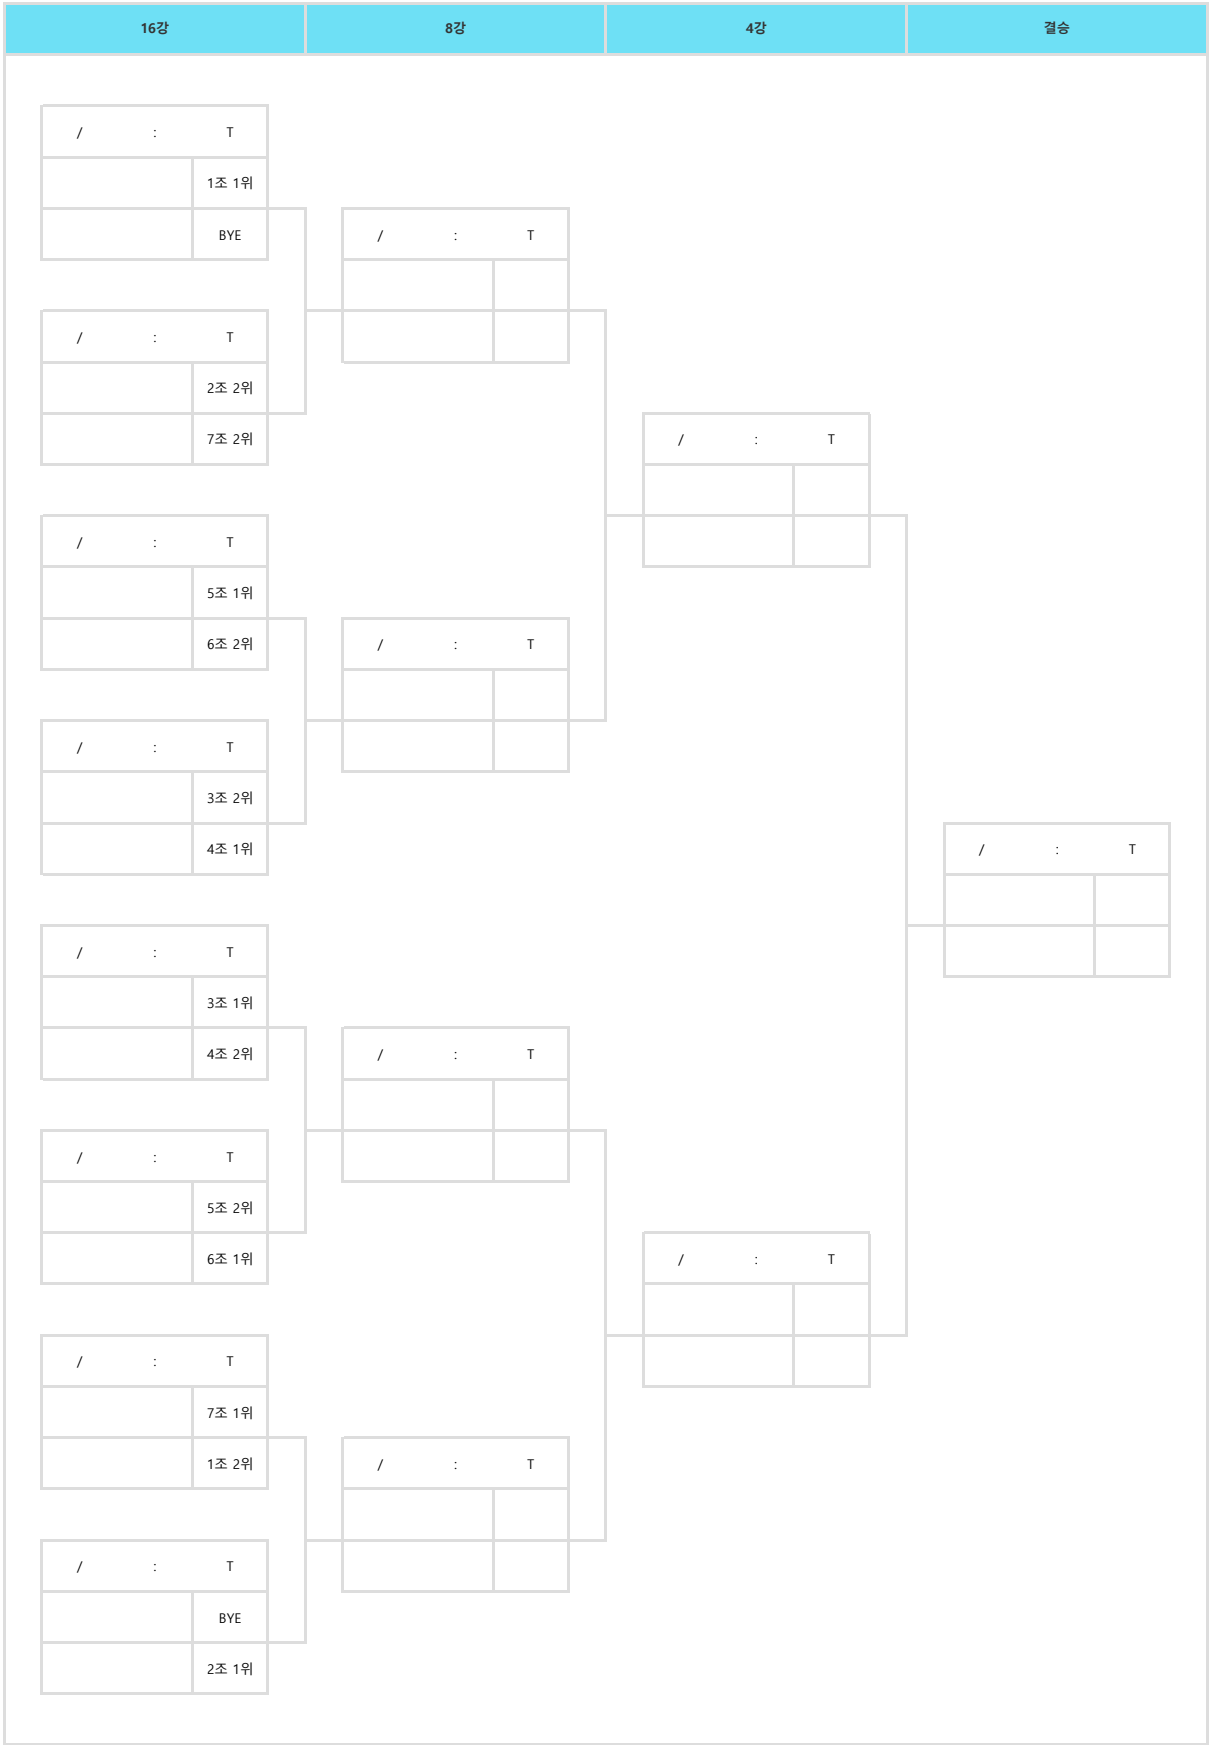 16강 8강 4강 결승
/ : T
1조 1위
BYE
/ : T
2조 2위
7조 2위
/ : T
5조 1위
6조 2위
/ : T
3조 2위
4조 1위
/ : T
3조 1위
4조 2위
/ : T
5조 2위
6조 1위
/ : T
7조 1위
1조 2위
/ : T
BYE
2조 1위
/ : T
/ : T
/ : T
/ : T
/ : T
/ : T
/ : T